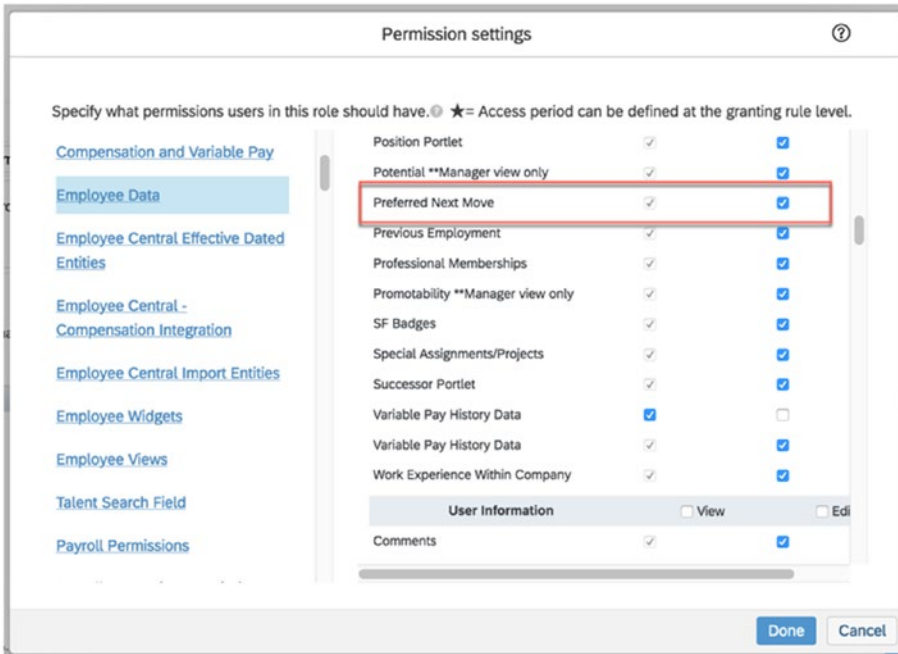 Permission settings
Specify what permissions users in this role should have. ★= Access period can be defined at the granting rule level.
Compensation and Variable Pay
Employee Data
Employee Central Effective Dated
Entities
Employee Central -
Compensation Integration
Employee Central Import Entities
Employee Widgets
Employee Views
Talent Search Field
Payroll Permissions
Position Portlet
Potential **Manager view only
Preferred Next Move
Previous Employment
Professional Memberships
Promotability **Manager view only
SF Badges
Special Assignments/Projects
Successor Portlet
Variable Pay History Data
Variable Pay History Data
Work Experience Within Company
User Information View Edi
Comments
Done Cancel